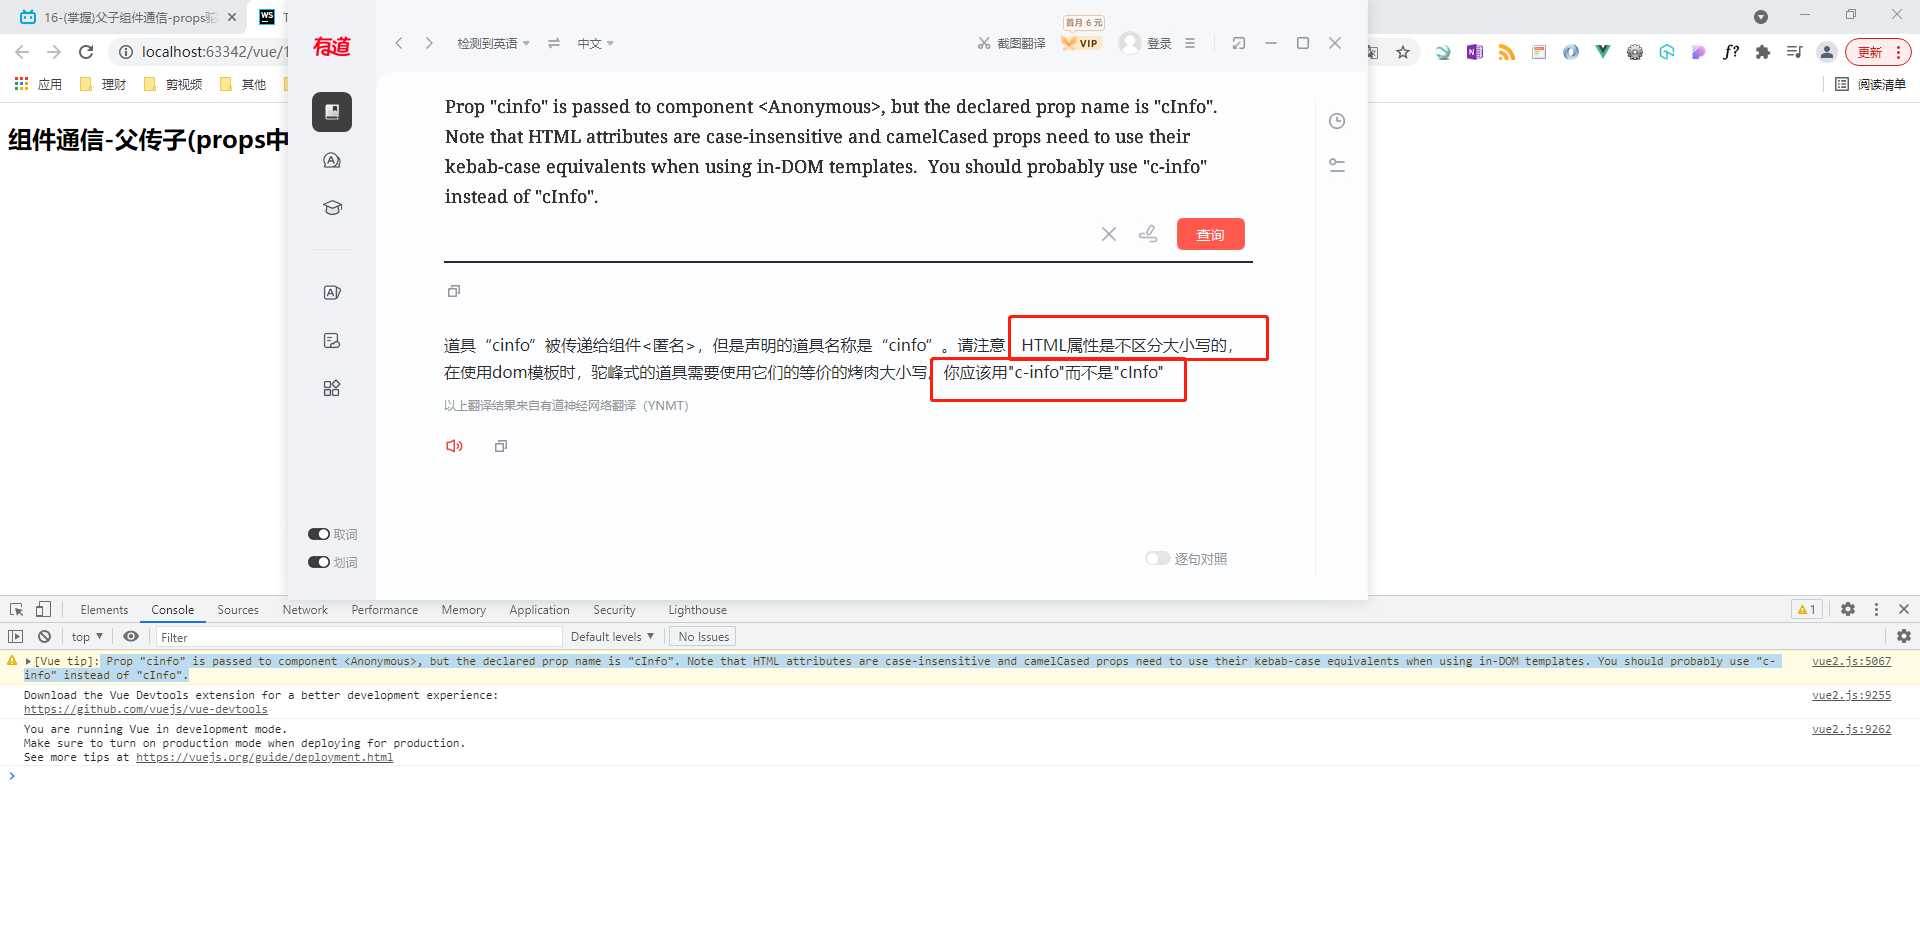 16-(掌握)父子组件通信-props驼
WS
T
localhost:63342/vue/1
更新
应用
理财
剪视频
其他
阅读清单
组件通信-父传子(props中
有道
检测到英语
中文
截图翻译
首月 6 元
VIP
登录
Prop "cinfo" is passed to component <Anonymous>, but the declared prop name is "cInfo".
Note that HTML attributes are case-insensitive and camelCased props need to use their
kebab-case equivalents when using in-DOM templates.  You should probably use "c-info"
instead of "cInfo".
查询
道具“cinfo”被传递给组件<匿名>，但是声明的道具名称是“cinfo”。请注意 HTML属性是不区分大小写的，
在使用dom模板时，驼峰式的道具需要使用它们的等价的烤肉大小写，你应该用"c-info"而不是"cInfo"
以上翻译结果来自有道神经网络翻译（YNMT）
取词
划词
逐句对照
Elements Console Sources Network Performance Memory Application Security Lighthouse
1
top
Filter
Default levels
No Issues
[Vue tip]: Prop "cinfo" is passed to component <Anonymous>, but the declared prop name is "cInfo". Note that HTML attributes are case-insensitive and camelCased props need to use their kebab-case equivalents when using in-DOM templates. You should probably use "c-
info" instead of "cInfo".
vue2.js:5067
Download the Vue Devtools extension for a better development experience:
https://github.com/vuejs/vue-devtools
vue2.js:9255
You are running Vue in development mode.
Make sure to turn on production mode when deploying for production.
See more tips at https://vuejs.org/guide/deployment.html
vue2.js:9262